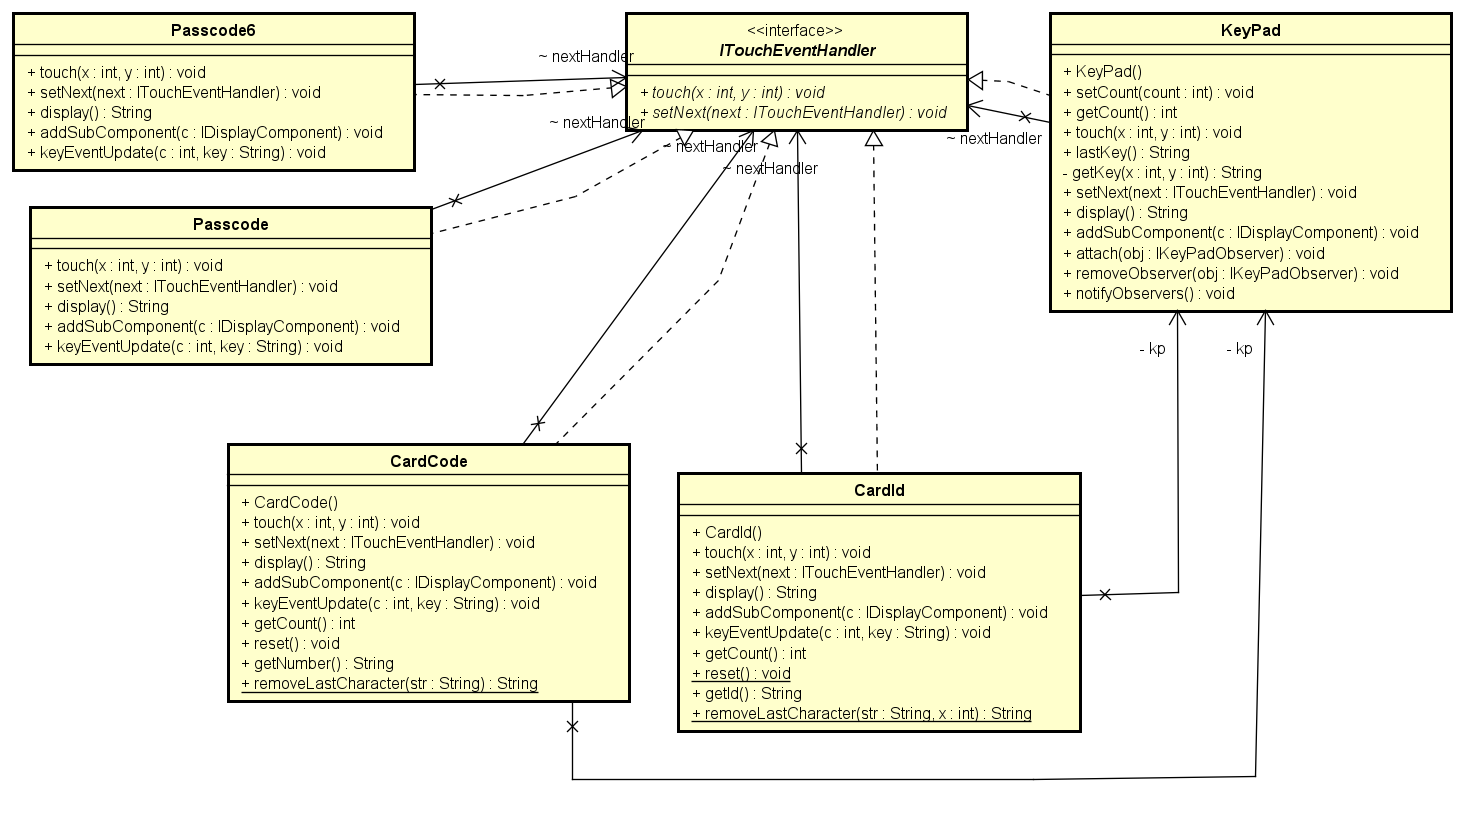 Passcode6
+ touch(x : int, y : int) : void
+ setNext(next : ITouchEventHandler) : void
+ display() : String
+ addSubComponent(c : IDisplayComponent) : void
+ keyEventUpdate(c : int, key : String) : void
<<interface>>
ITouchEventHandler
+ touch(x : int, y : int) : void
+ setNext(next : ITouchEventHandler) : void
KeyPad
+ KeyPad()
+ setCount(count : int) : void
+ getCount() : int
+ touch(x : int, y : int) : void
+ lastKey() : String
- getKey(x : int, y : int) : String
+ setNext(next : ITouchEventHandler) : void
+ display() : String
+ addSubComponent(c : IDisplayComponent) : void
+ attach(obj : IKeyPadObserver) : void
+ removeObserver(obj : IKeyPadObserver) : void
+ notifyObservers() : void
~ nextHandler
~ nextHandler
~ nextHandler
~ nextHandler
~ nextHandler
Passcode
+ touch(x : int, y : int) : void
+ setNext(next : ITouchEventHandler) : void
+ display() : String
+ addSubComponent(c : IDisplayComponent) : void
+ keyEventUpdate(c : int, key : String) : void
- kp
- kp
CardCode
+ CardCode()
+ touch(x : int, y : int) : void
+ setNext(next : ITouchEventHandler) : void
+ display() : String
+ addSubComponent(c : IDisplayComponent) : void
+ keyEventUpdate(c : int, key : String) : void
+ getCount() : int
+ reset() : void
+ getNumber() : String
+ removeLastCharacter(str : String) : String
CardId
+ CardId()
+ touch(x : int, y : int) : void
+ setNext(next : ITouchEventHandler) : void
+ display() : String
+ addSubComponent(c : IDisplayComponent) : void
+ keyEventUpdate(c : int, key : String) : void
+ getCount() : int
+ reset() : void
+ getId() : String
+ removeLastCharacter(str : String, x : int) : String